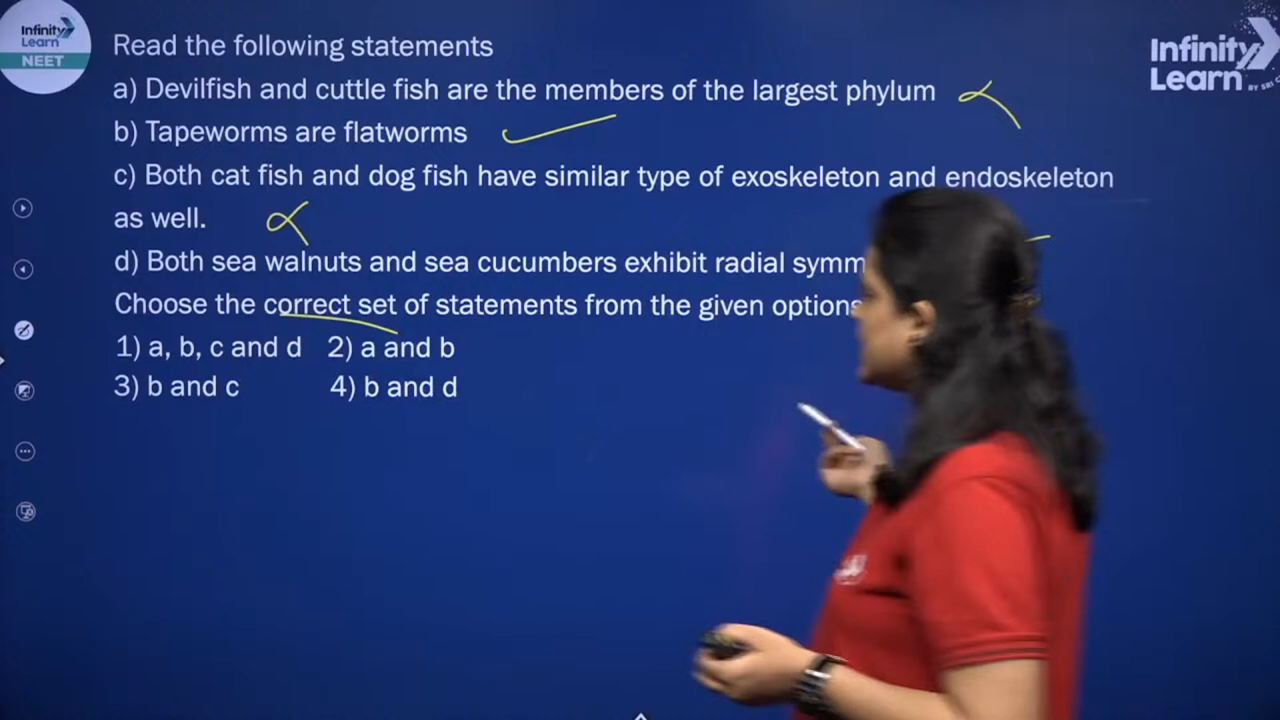 Infinity
Learn
NEET
Infinity
Learn
BY SRI
Read the following statements
a) Devilfish and cuttle fish are the members of the largest phylum
b) Tapeworms are flatworms
c) Both cat fish and dog fish have similar type of exoskeleton and endoskeleton
as well.
d) Both sea walnuts and sea cucumbers exhibit radial symm
Choose the correct set of statements from the given options
1) a, b, c and d 2) a and b
3) b and c 4) b and d